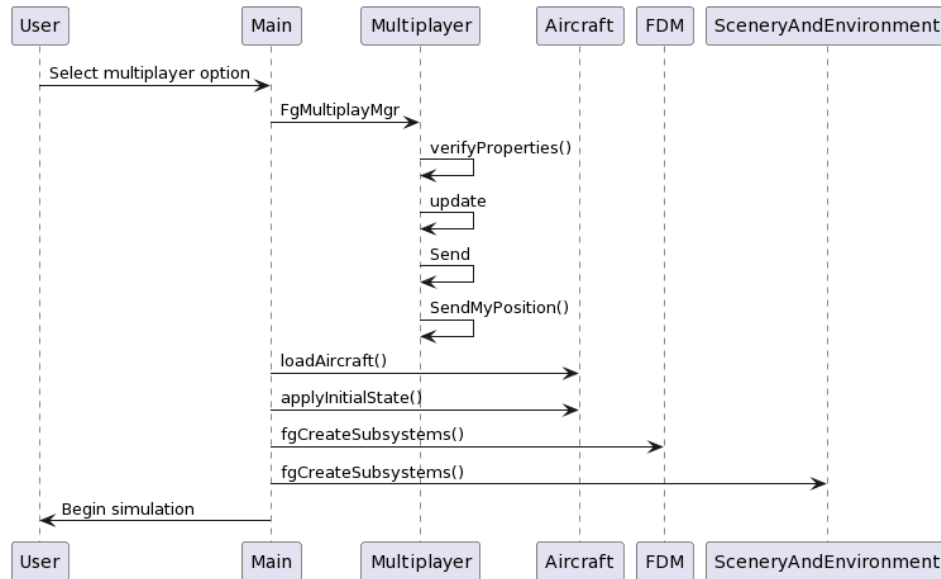 User Main Multiplayer Aircraft FDM SceneryAndEnvironment
Select multiplayer option
FgMultiplayMgr
verifyProperties()
update
Send
SendMyPosition()
loadAircraft()
applyInitialState()
fgCreateSubsystems()
fgCreateSubsystems()
Begin simulation
User Main Multiplayer Aircraft FDM SceneryAndEnvironment